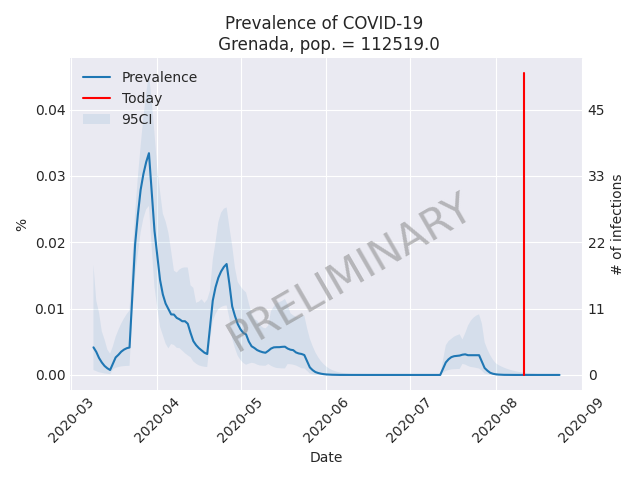 Prevalence of COVID-19
Grenada, pop. = 112519.0
Prevalence
Today
95CI
0.04
0.03
0.02
0.01
0.00
%
45
33
22
11
0
# of infections
PRELIMINARY
2020-03
2020-04
2020-05
2020-06
2020-07
2020-08
2020-09
Date